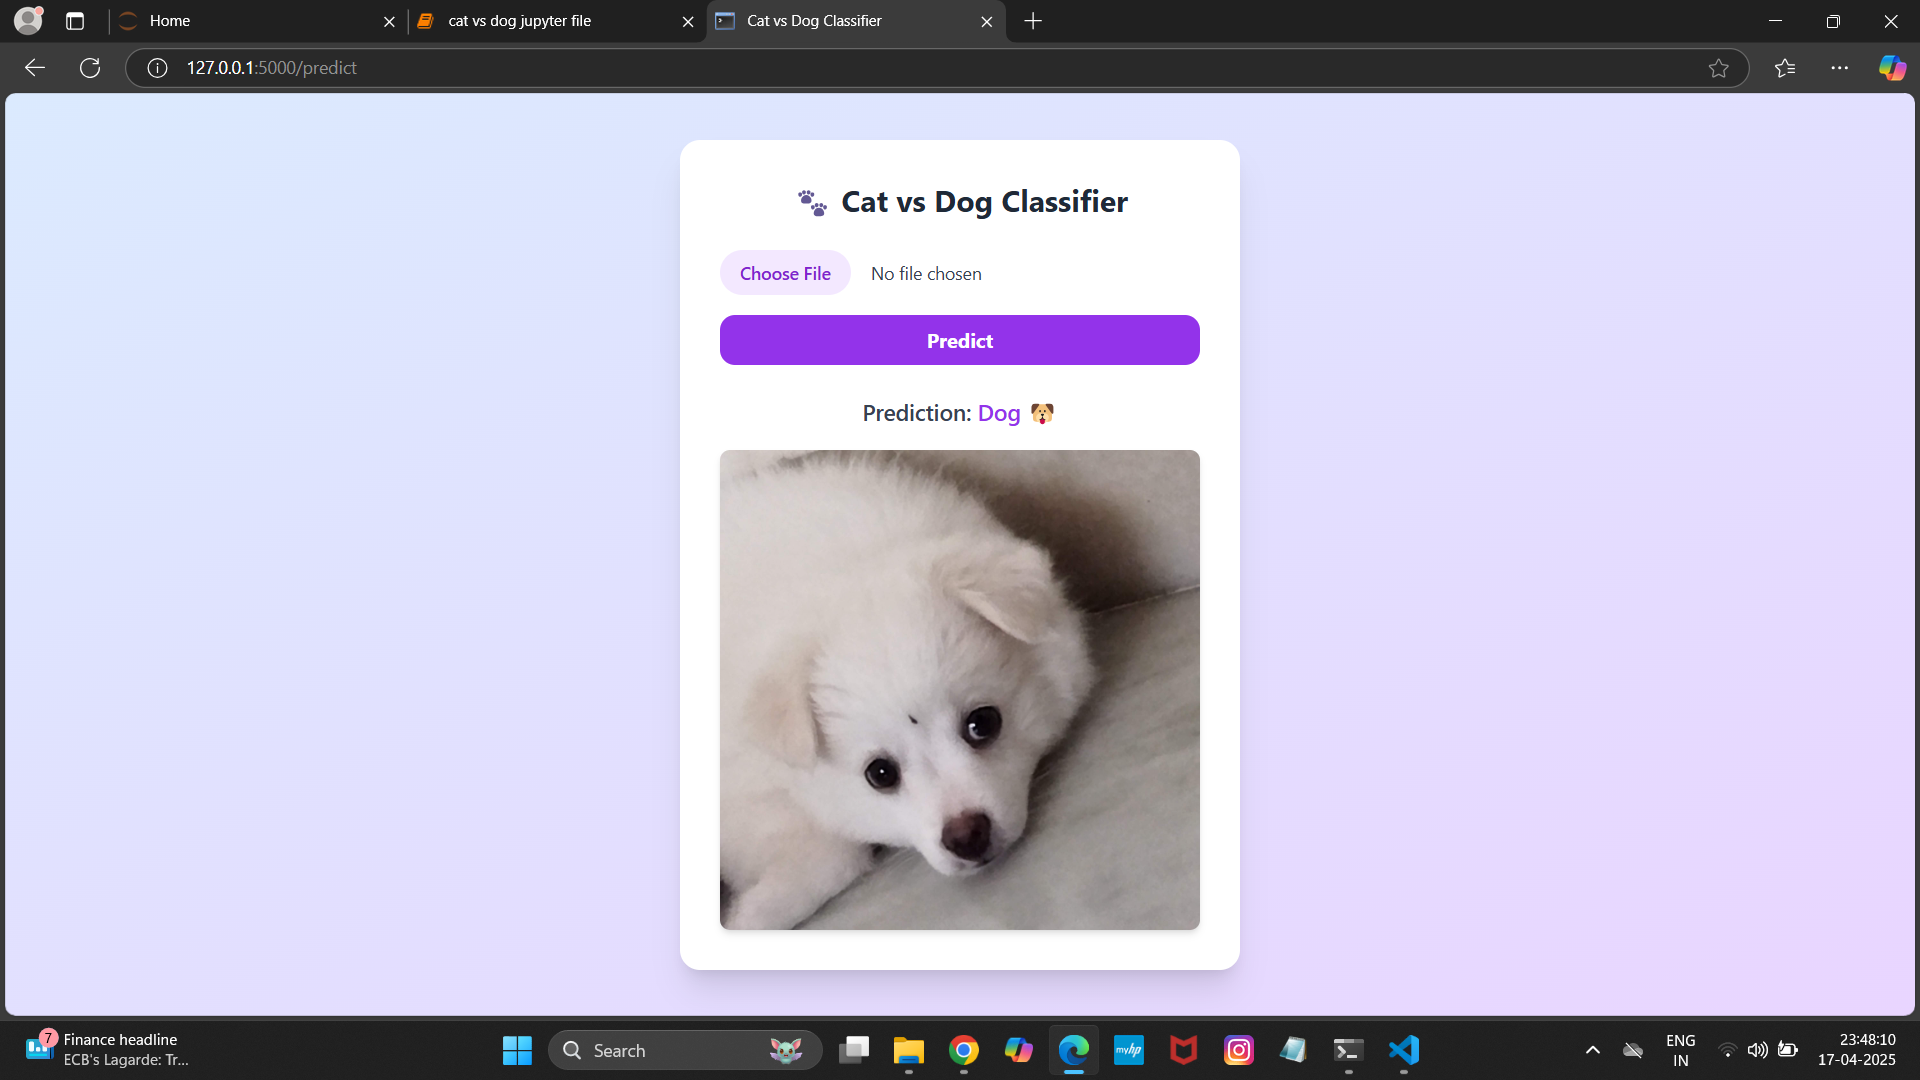 Home
cat vs dog jupyter file
Cat vs Dog Classifier
127.0.0.1:5000/predict
🐾 Cat vs Dog Classifier
Choose File No file chosen
Predict
Prediction: Dog 🐶
7
Finance headline
ECB's Lagarde: Tr...
Search
myhp
ENG
IN
23:48:10
17-04-2025